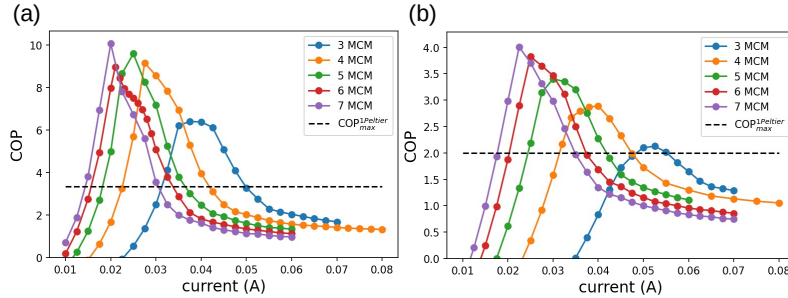 (a)
10
8
6
4
2
0
COP
0.01 0.02 0.03 0.04 0.05 0.06 0.07 0.08
current (A)
3 MCM
4 MCM
5 MCM
6 MCM
7 MCM
COP1Peltier max
(b)
4.0
3.5
3.0
2.5
2.0
1.5
1.0
0.5
0.0
COP
0.01 0.02 0.03 0.04 0.05 0.06 0.07 0.08
current (A)
3 MCM
4 MCM
5 MCM
6 MCM
7 MCM
COP1Peltier max